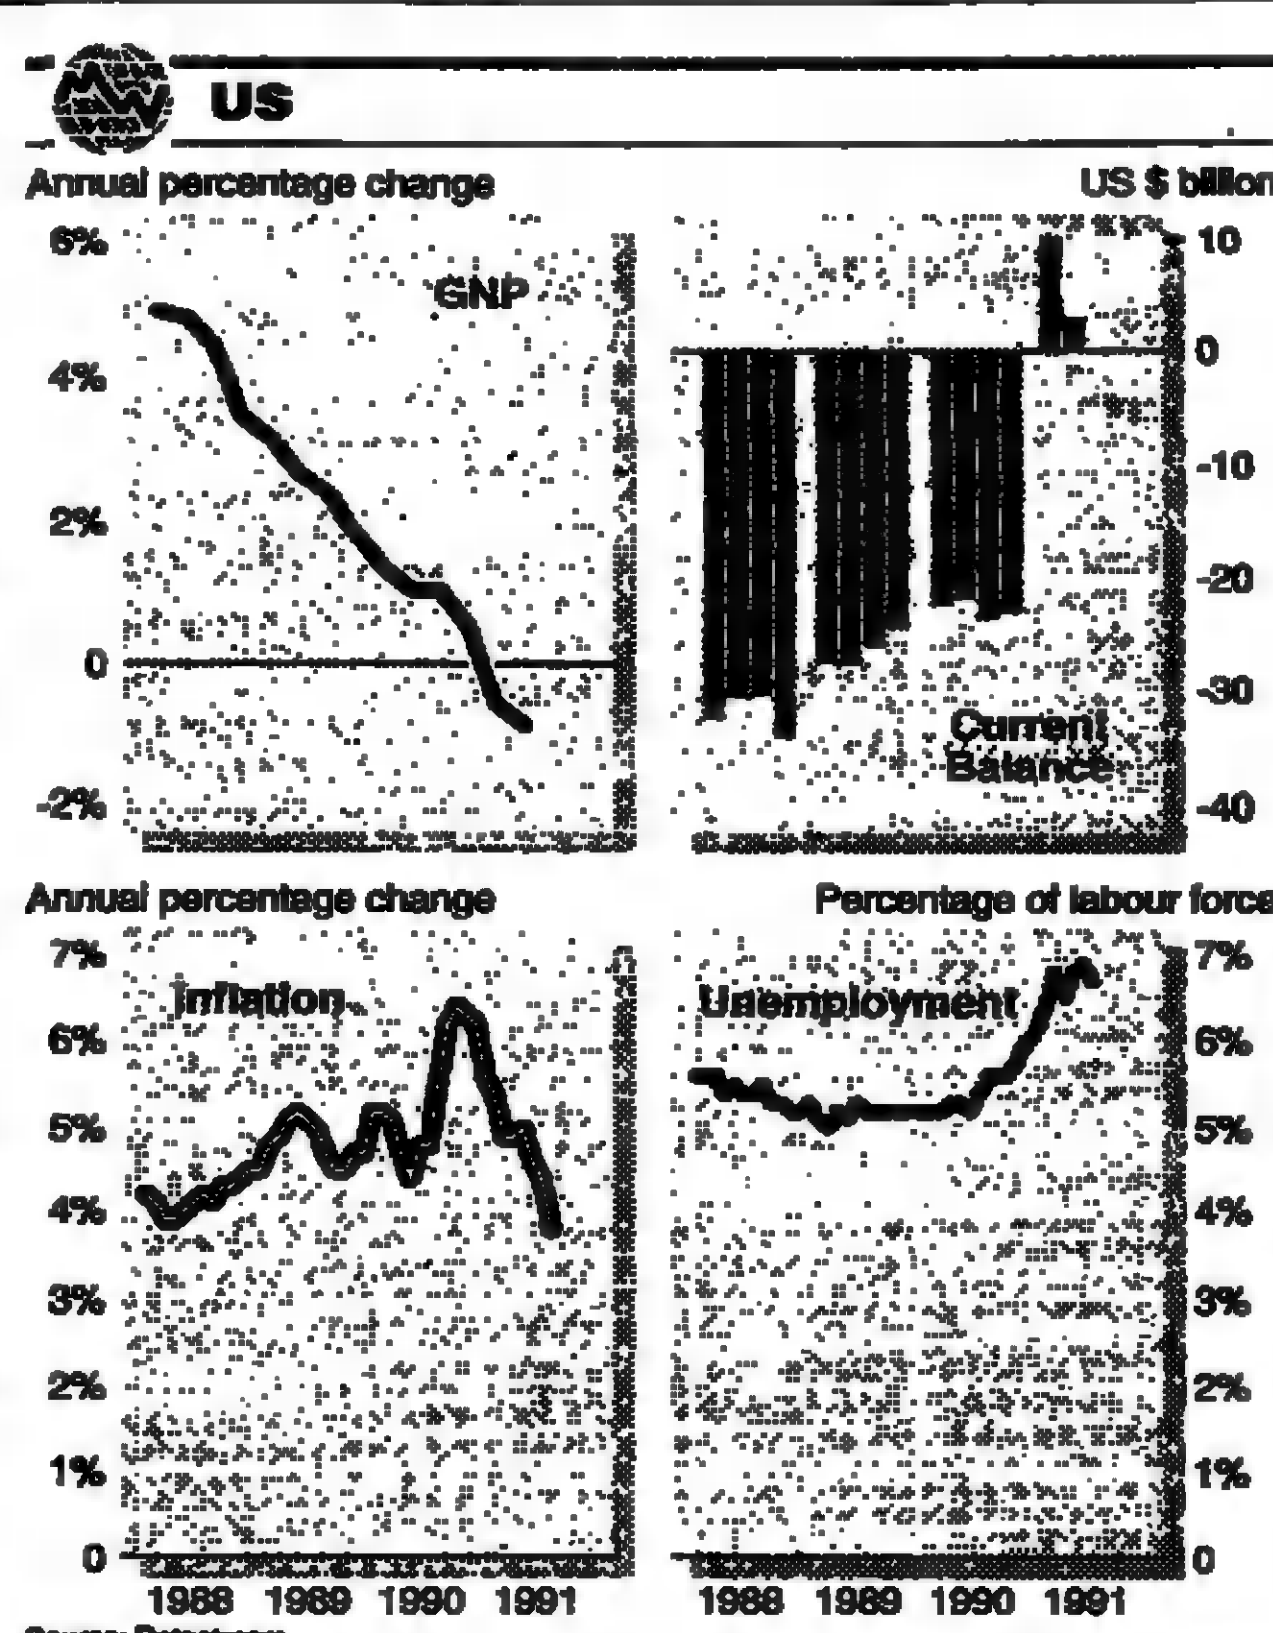 US
Annual percentage change
US $ billion
6%
4%
2%
0
-2%
GNP
10
0
-10
-20
-30
-40
Current
Balance
Annual percentage change
Percentage of labour force
7%
6%
5%
4%
3%
2%
1%
0
Inflation
Unemployment
7%
6%
5%
4%
3%
2%
1%
0
1988 1989 1990 1991
1988 1989 1990 1991